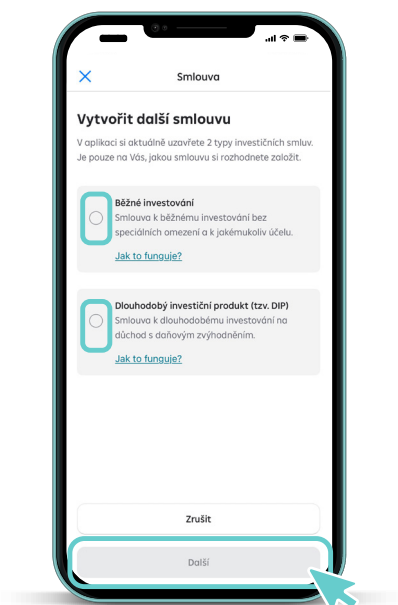 Smlouva
Vytvořit další smlouvu
V aplikaci si aktuálně uzavřete 2 typy investičních smluv.
Je pouze na Vás, jakou smlouvu si rozhodnete založit.
Běžné investování
Smlouva k běžnému investování bez
speciálních omezení a k jakémukoliv účelu.
Jak to funguje?
Dlouhodobý investiční produkt (tzv. DIP)
Smlouva k dlouhodobému investování na
důchod s daňovým zvýhodněním.
Jak to funguje?
Zrušit
Další